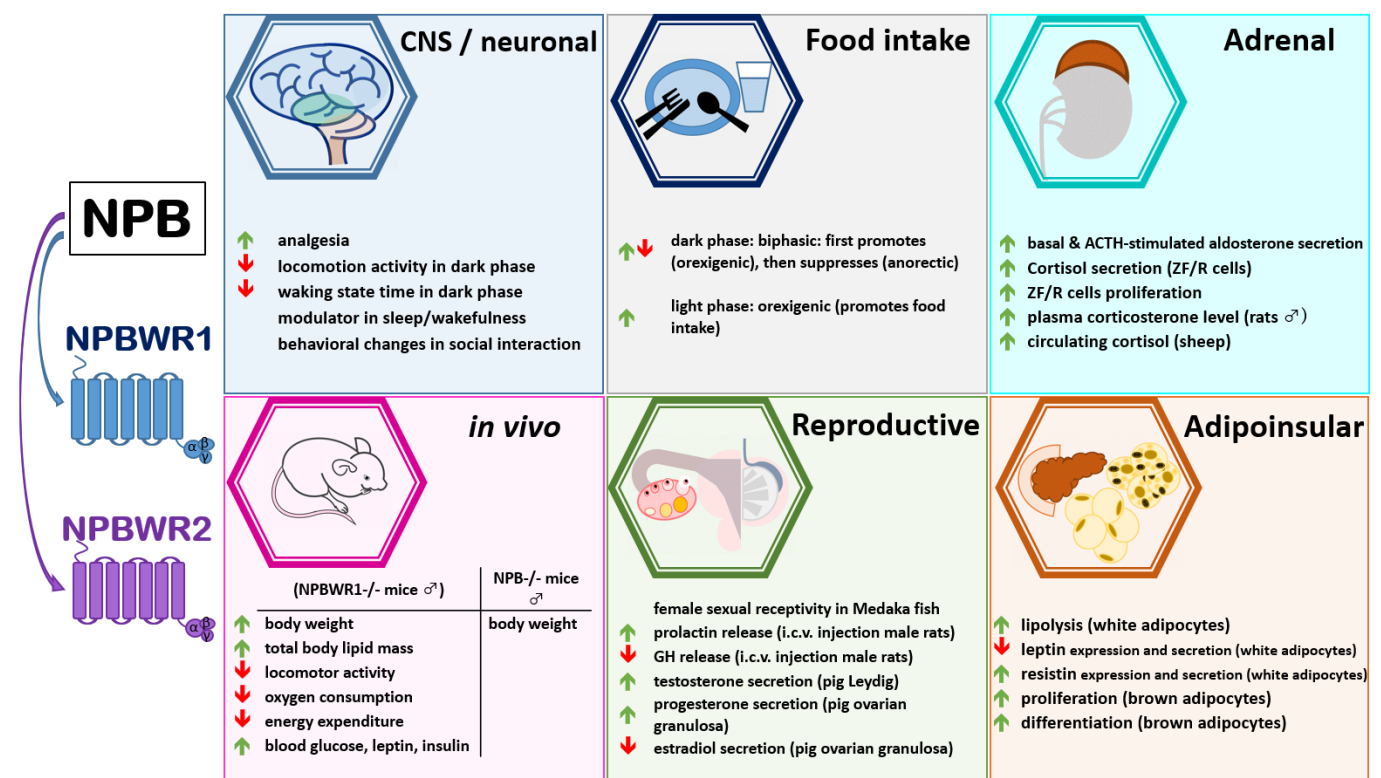 NPB
NPBWR1
α β
γ
NPBWR2
α β
γ
CNS / neuronal
analgesia
locomotion activity in dark phase
waking state time in dark phase
modulator in sleep/wakefulness
behavioral changes in social interaction
Food intake
dark phase: biphasic: first promotes
(orexigenic), then suppresses (anorectic)
light phase: orexigenic (promotes food
intake)
Adrenal
basal & ACTH-stimulated aldosterone secretion
Cortisol secretion (ZF/R cells)
ZF/R cells proliferation
plasma corticosterone level (rats ♂)
circulating cortisol (sheep)
in vivo
(NPBWR1-/- mice ♂)
NPB-/- mice
♂
body weight
body weight
total body lipid mass
locomotor activity
oxygen consumption
energy expenditure
blood glucose, leptin, insulin
Reproductive
female sexual receptivity in Medaka fish
prolactin release (i.c.v. injection male rats)
GH release (i.c.v. injection male rats)
testosterone secretion (pig Leydig)
progesterone secretion (pig ovarian
granulosa)
estradiol secretion (pig ovarian granulosa)
Adipoinsular
lipolysis (white adipocytes)
leptin expression and secretion (white adipocytes)
resistin expression and secretion (white adipocytes)
proliferation (brown adipocytes)
differentiation (brown adipocytes)